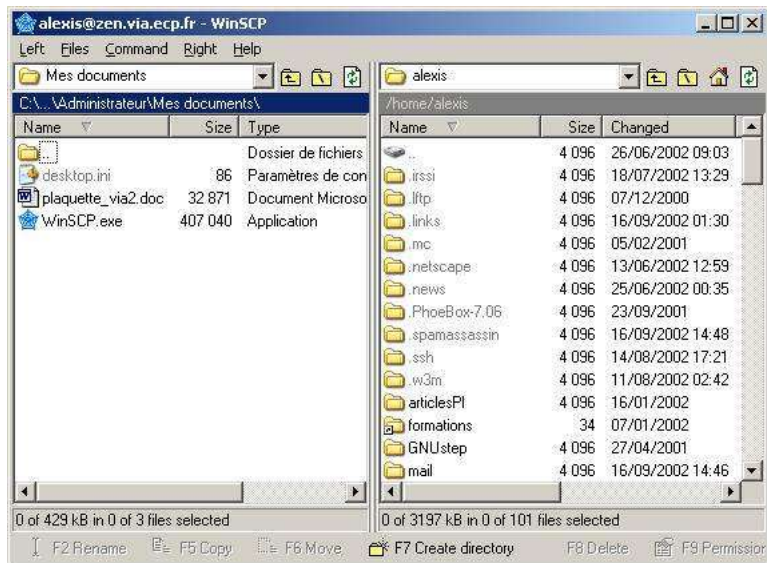 alexis@zen.via.ecp.fr - WinSCP
Left Files Command Right Help
Mes documents
C:\...\Administrateur\Mes documents\
Name Size Type
.. Dossier de fichiers
desktop.ini 86 Paramètres de con
plaquette_via2.doc 32 871 Document Microso
WinSCP.exe 407 040 Application
0 of 429 kB in 0 of 3 files selected
alexis
/home/alexis
Name Size Changed
.. 4 096 26/06/2002 09:03
.irssi 4 096 18/07/2002 13:29
.lftp 4 096 07/12/2000
.links 4 096 16/09/2002 01:30
.mc 4 096 05/02/2001
.netscape 4 096 13/06/2002 12:59
.news 4 096 25/06/2002 00:35
.PhoeBox-7.06 4 096 23/09/2001
.spamassassin 4 096 16/09/2002 14:48
.ssh 4 096 14/08/2002 17:21
.w3m 4 096 11/08/2002 02:42
articlesPI 4 096 16/01/2002
formations 34 07/01/2002
GNUstep 4 096 27/04/2001
mail 4 096 16/09/2002 14:46
0 of 3197 kB in 0 of 101 files selected
F2 Rename F5 Copy F6 Move F7 Create directory F8 Delete F9 Permission